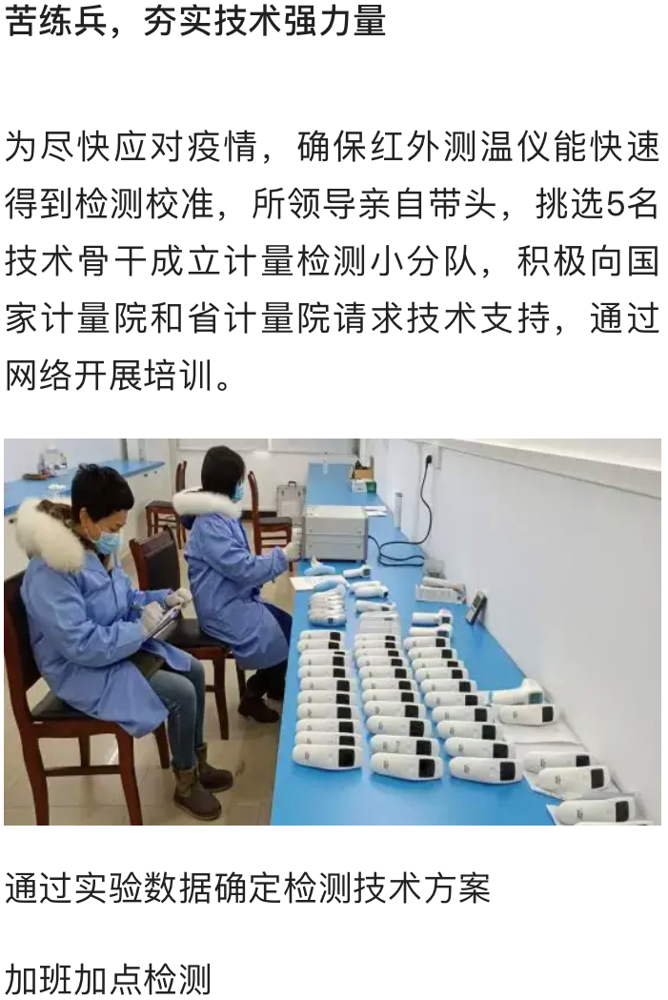 苦练兵，夯实技术强力量
为尽快应对疫情，确保红外测温仪能快速
得到检测校准，所领导亲自带头，挑选5名
技术骨干成立计量检测小分队，积极向国
家计量院和省计量院请求技术支持，通过
网络开展培训。
通过实验数据确定检测技术方案
加班加点检测